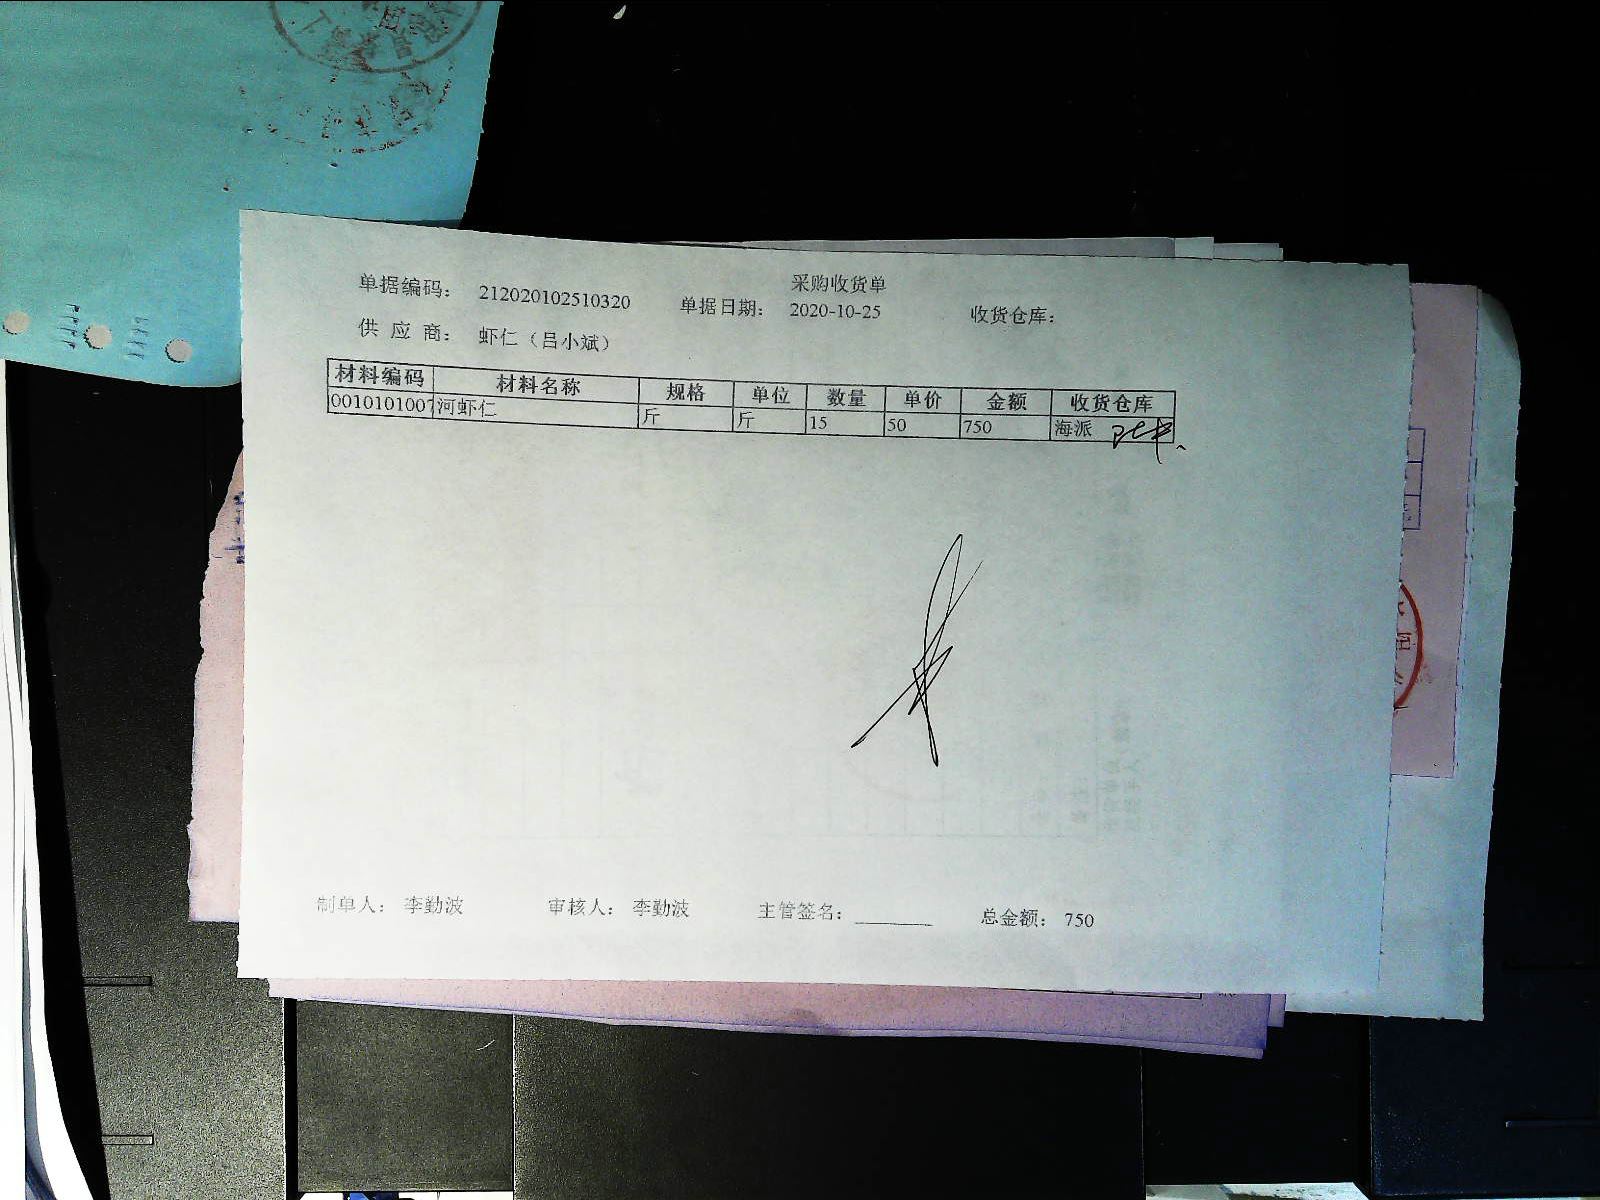 采购收货单
单据编码： 212020102510320 单据日期： 2020-10-25 收货仓库：
供 应 商： 虾仁（吕小斌）
材料编码 材料名称 规格 单位 数量 单价 金额 收货仓库
0010101007 河虾仁 斤 斤 15 50 750 海派
制单人： 李勤波 审核人： 李勤波 主管签名： 总金额： 750